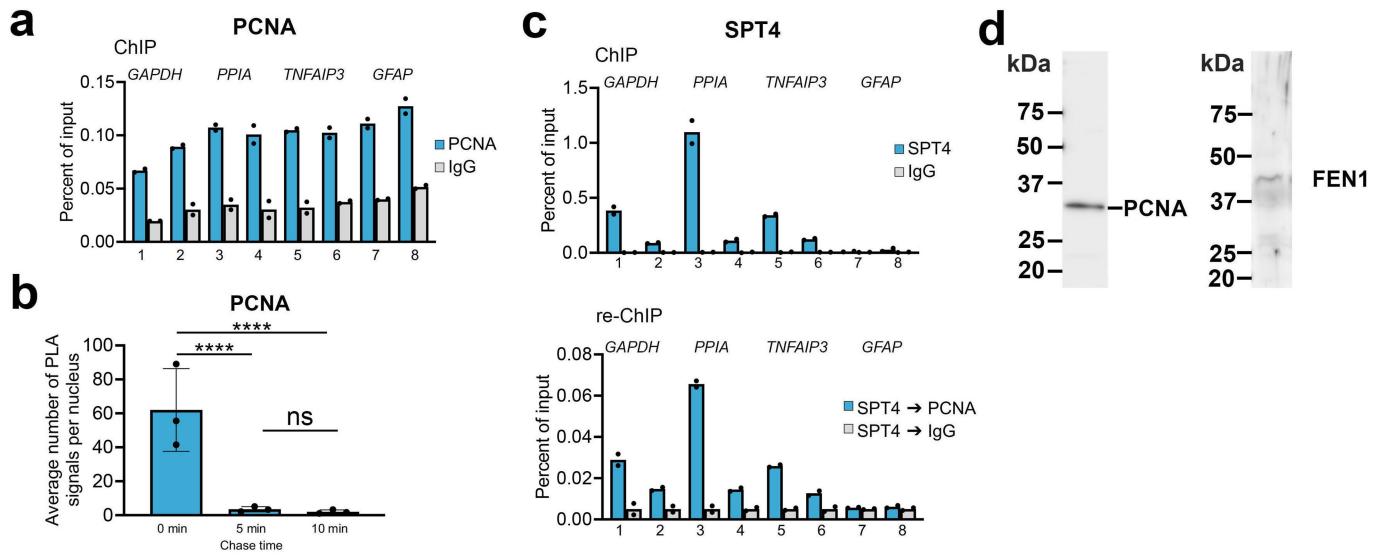 a
PCNA
ChIP
GAPDH PPIA TNFAIP3 GFAP
Percent of input
0.15
0.10
0.05
0.00
PCNA
IgG
1 2 3 4 5 6 7 8
b
PCNA
Average number of PLA
signals per nucleus
100
80
60
40
20
0
****
****
ns
0 min 5 min 10 min
Chase time
c
SPT4
ChIP
GAPDH PPIA TNFAIP3 GFAP
Percent of input
1.5
1.0
0.5
0.0
SPT4
IgG
1 2 3 4 5 6 7 8
re-ChIP
GAPDH PPIA TNFAIP3 GFAP
Percent of input
0.08
0.06
0.04
0.02
0.00
SPT4 ➔ PCNA
SPT4 ➔ IgG
1 2 3 4 5 6 7 8
d
kDa
75
50
37
25
20
PCNA
kDa
75
50
37
25
20
FEN1